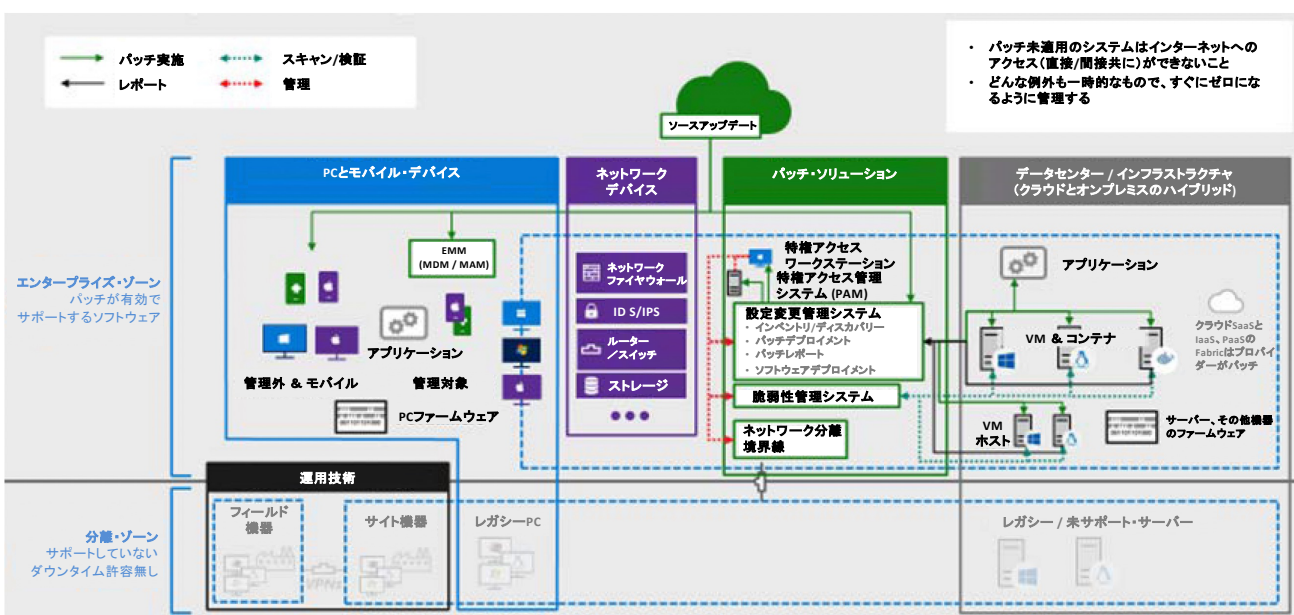 パッチ実施
スキャン/検証
レポート
管理
・ パッチ未適用のシステムはインターネットへの
アクセス(直接/間接共に)ができないこと
・ どんな例外も一時的なもので、すぐにゼロにな
るように管理する
ソースアップデート
エンタープライズ・ゾーン
パッチが有効で
サポートするソフトウェア
PCとモバイル・デバイス
EMM
(MDM / MAM)
アプリケーション
管理外 & モバイル
管理対象
PCファームウェア
ネットワーク
デバイス
ネットワーク
ファイヤウォール
ID S/IPS
ルーター
／スイッチ
ストレージ
パッチ・ソリューション
特権アクセス
ワークステーション
特権アクセス管理
システム (PAM)
設定変更管理システム
・ インベントリ/ディスカバリー
・ パッチデプロイメント
・ パッチレポート
・ ソフトウェアデプロイメント
脆弱性管理システム
ネットワーク分離
境界線
データセンター / インフラストラクチャ
(クラウドとオンプレミスのハイブリッド)
アプリケーション
VM & コンテナ
クラウドSaaSと
IaaS、PaaSの
Fabricはプロバイ
ダーがパッチ
VM
ホスト
サーバー、その他機器
のファームウェア
分離・ゾーン
サポートしていない
ダウンタイム許容無し
運用技術
フィールド
機器
サイト機器
VPNs
レガシーPC
レガシー / 未サポート・サーバー